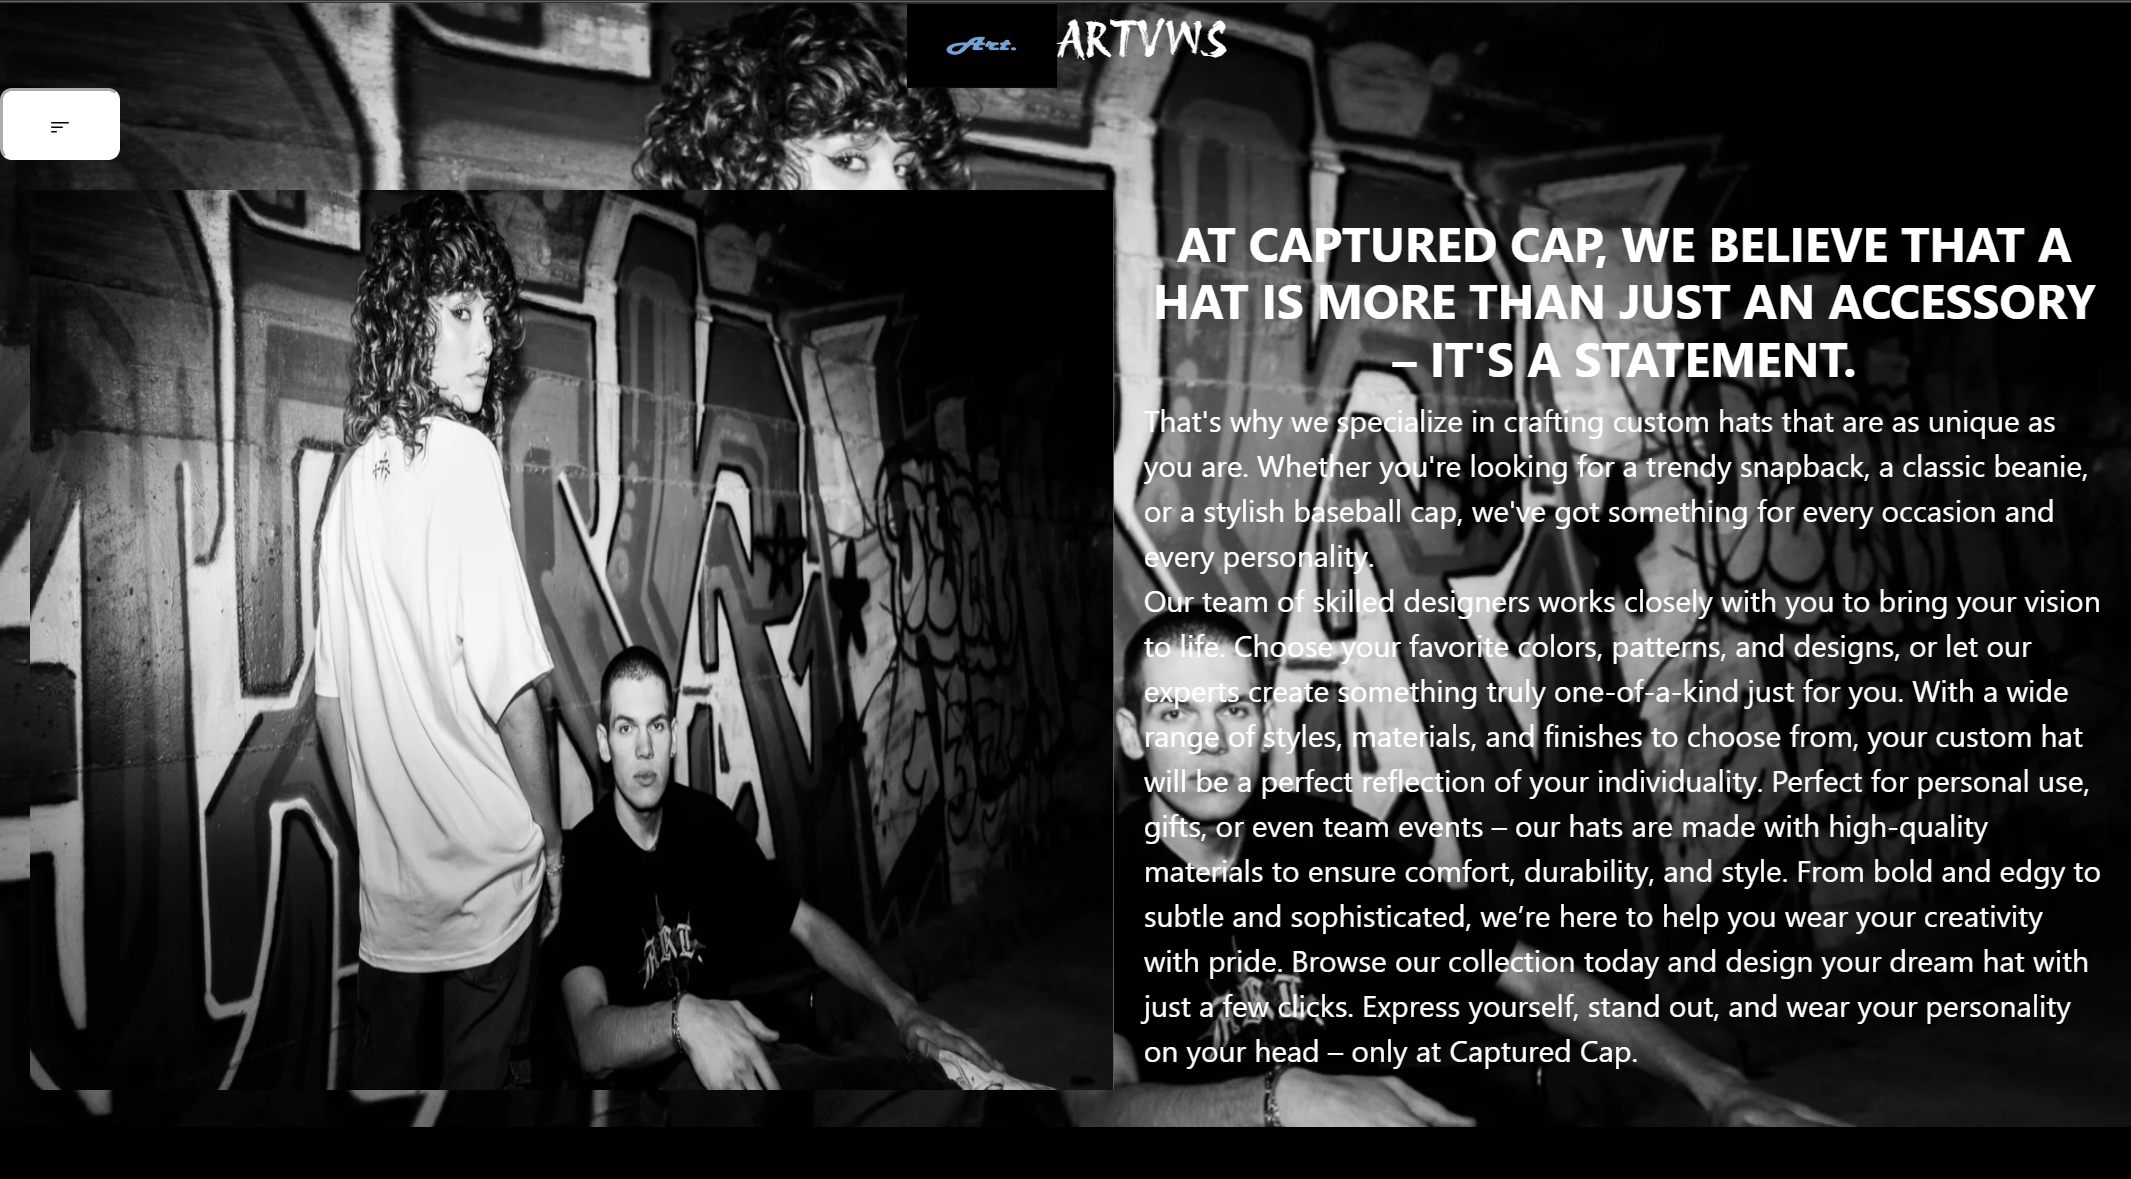 Art. ARTVWS
AT CAPTURED CAP, WE BELIEVE THAT A
HAT IS MORE THAN JUST AN ACCESSORY
– IT'S A STATEMENT.
That's why we specialize in crafting custom hats that are as unique as
you are. Whether you're looking for a trendy snapback, a classic beanie,
or a stylish baseball cap, we've got something for every occasion and
every personality.
Our team of skilled designers works closely with you to bring your vision
to life. Choose your favorite colors, patterns, and designs, or let our
experts create something truly one-of-a-kind just for you. With a wide
range of styles, materials, and finishes to choose from, your custom hat
will be a perfect reflection of your individuality. Perfect for personal use,
gifts, or even team events – our hats are made with high-quality
materials to ensure comfort, durability, and style. From bold and edgy to
subtle and sophisticated, we’re here to help you wear your creativity
with pride. Browse our collection today and design your dream hat with
just a few clicks. Express yourself, stand out, and wear your personality
on your head – only at Captured Cap.
ART.